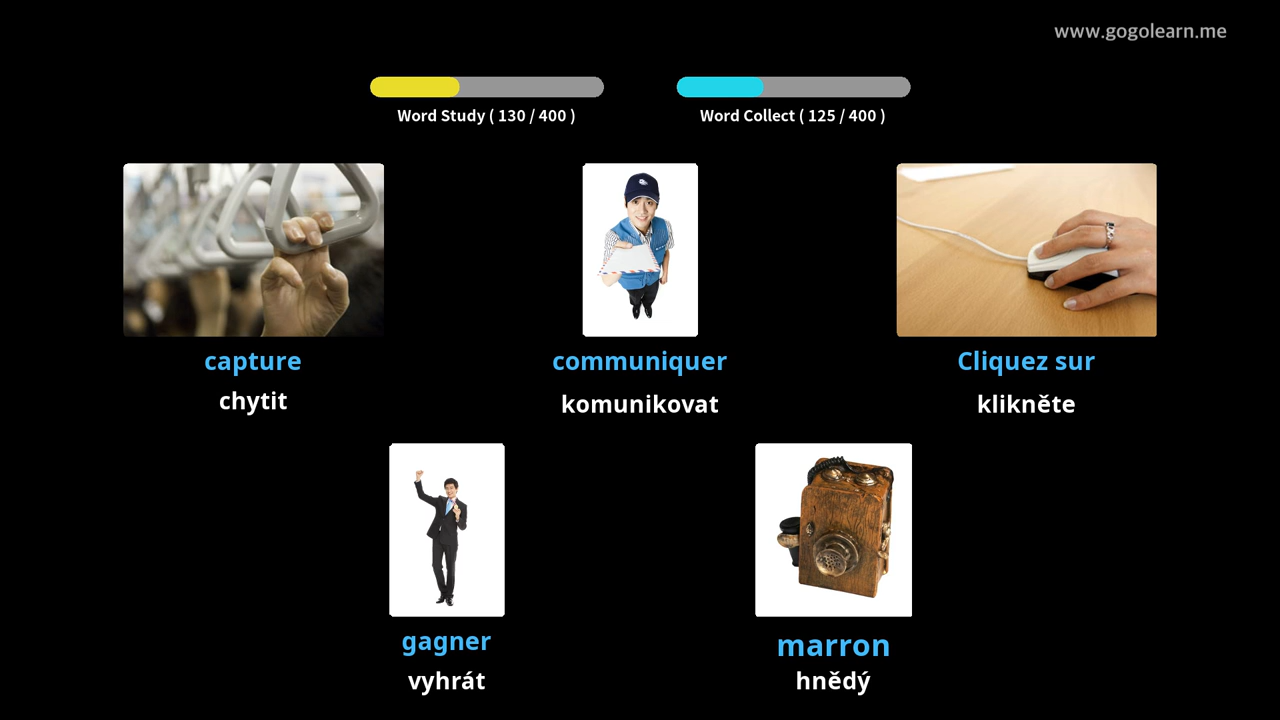 www.gogolearn.me
Word Study ( 130 / 400 )
Word Collect ( 125 / 400 )
capture
chytit
communiquer
komunikovat
Cliquez sur
klikněte
gagner
vyhrát
marron
hnědý